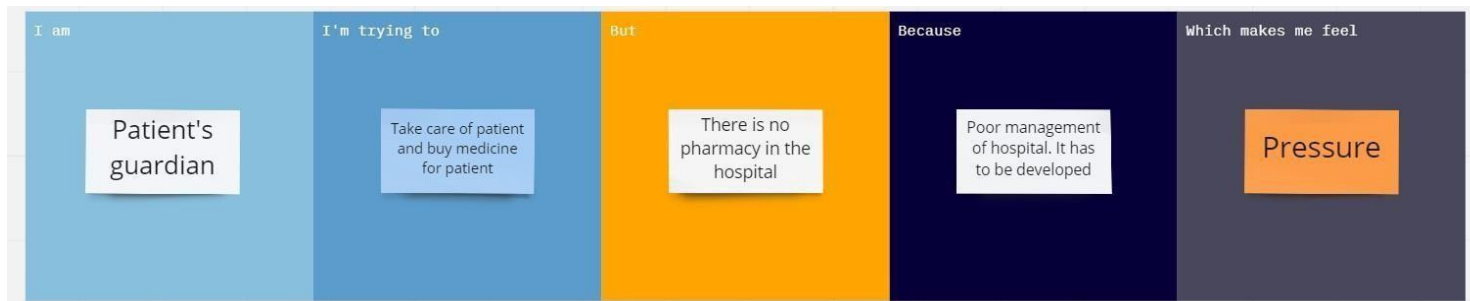 I am
Patient's
guardian
I'm trying to
Take care of patient
and buy medicine
for patient
But
There is no
pharmacy in the
hospital
Because
Poor management
of hospital. It has
to be developed
Which makes me feel
Pressure